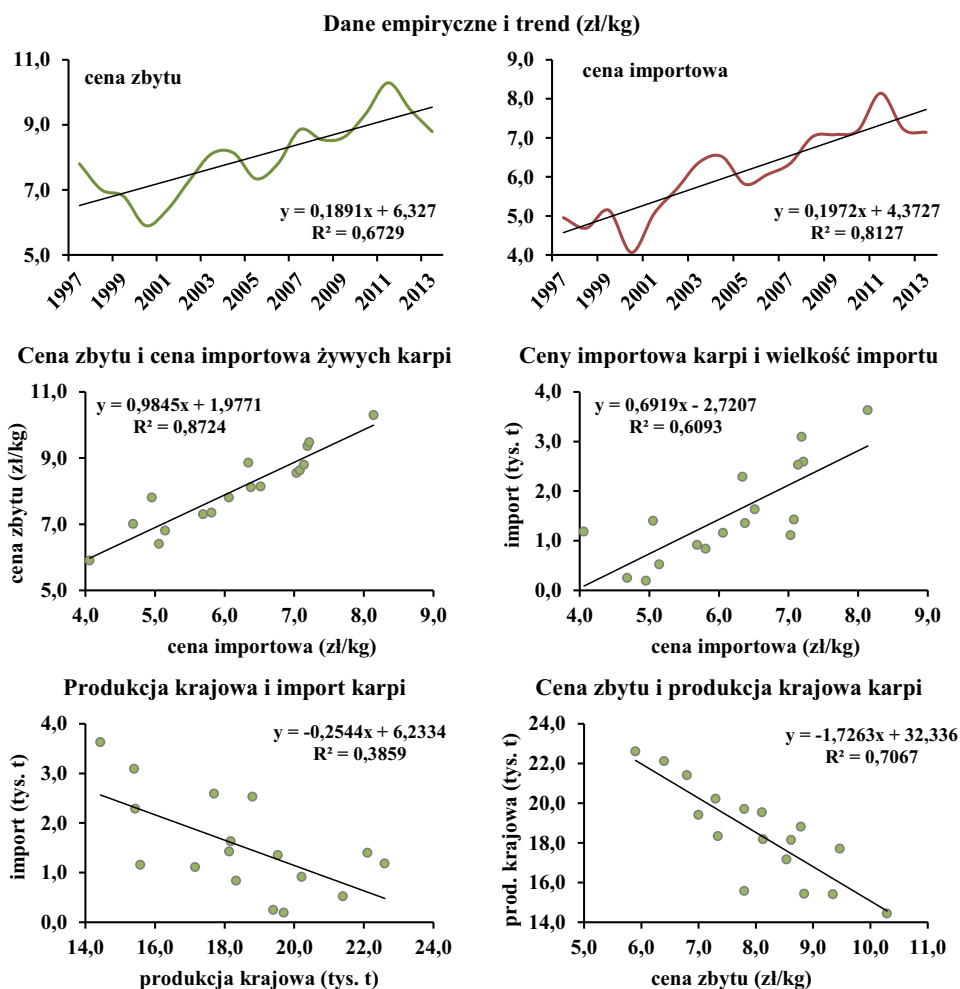 Dane empiryczne i trend (zł/kg)
11,0
9,0
7,0
5,0
cena zbytu
y = 0,1891x + 6,327
R² = 0,6729
1997
1999
2001
2003
2005
2007
2009
2011
2013
9,0
8,0
7,0
6,0
5,0
4,0
cena importowa
y = 0,1972x + 4,3727
R² = 0,8127
1997
1999
2001
2003
2005
2007
2009
2011
2013
Cena zbytu i cena importowa żywych karpi
cena zbytu (zł/kg)
11,0
9,0
7,0
5,0
y = 0,9845x + 1,9771
R² = 0,8724
4,0 5,0 6,0 7,0 8,0 9,0
cena importowa (zł/kg)
Ceny importowa karpi i wielkość importu
import (tys. t)
4,0
3,0
2,0
1,0
0,0
y = 0,6919x - 2,7207
R² = 0,6093
4,0 5,0 6,0 7,0 8,0 9,0
cena importowa (zł/kg)
Produkcja krajowa i import karpi
import (tys. t)
4,0
3,0
2,0
1,0
0,0
y = -0,2544x + 6,2334
R² = 0,3859
14,0 16,0 18,0 20,0 22,0 24,0
produkcja krajowa (tys. t)
Cena zbytu i produkcja krajowa karpi
prod. krajowa (tys. t)
24,0
22,0
20,0
18,0
16,0
14,0
y = -1,7263x + 32,336
R² = 0,7067
5,0 6,0 7,0 8,0 9,0 10,0 11,0
cena zbytu (zł/kg)